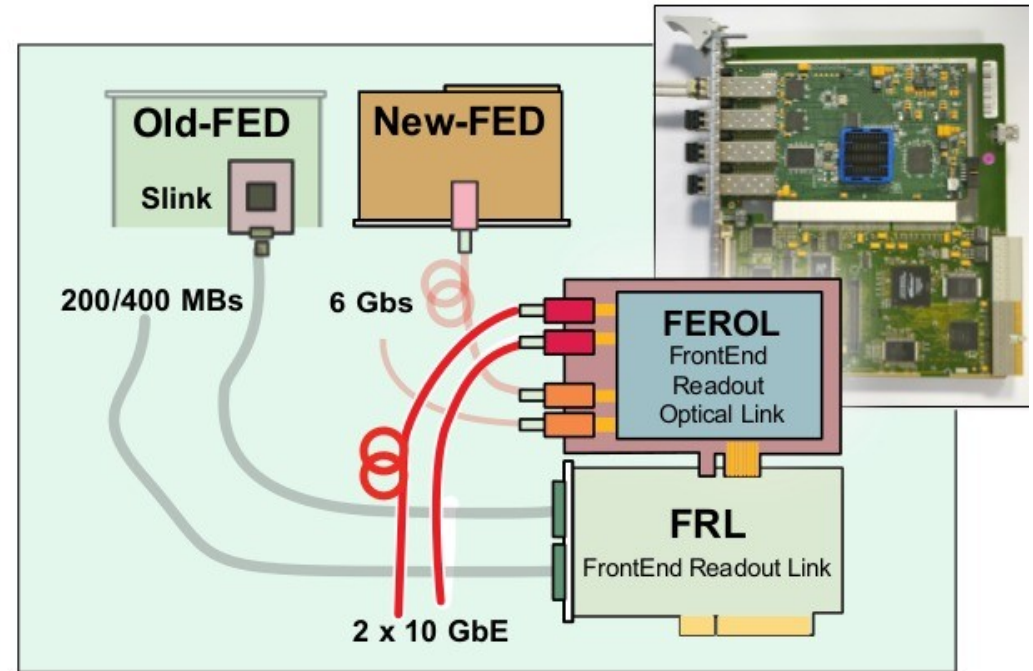 Old-FED
New-FED
Slink
200/400 MBs
6 Gbs
FEROL
FrontEnd
Readout
Optical Link
FRL
FrontEnd Readout Link
2 x 10 GbE